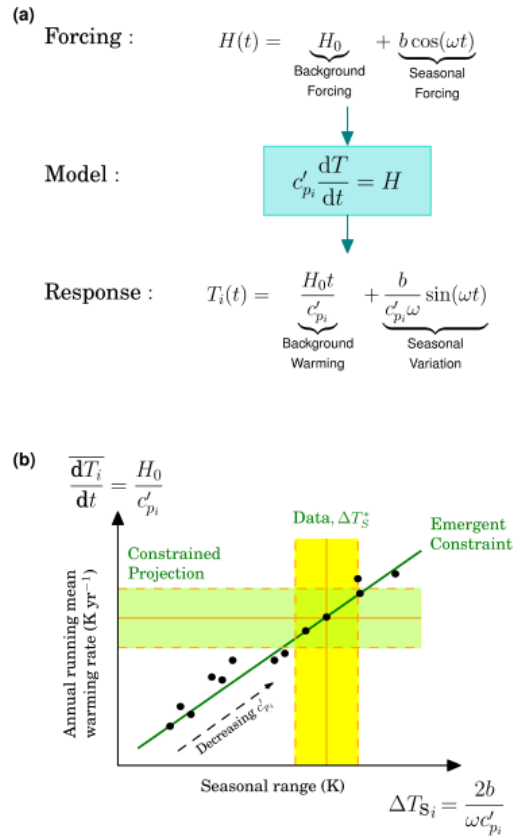 (a)
Forcing :
H(t) = H₀ + b cos(ωt)
Background Seasonal
Forcing Forcing
Model :
c′ₚᵢ dT/dt = H
Response :
Tᵢ(t) = H₀t/c′ₚᵢ + b/(c′ₚᵢω) sin(ωt)
Background Seasonal
Warming Variation
(b)
dTᵢ/dt = H₀/c′ₚᵢ
Data, ΔT*S
Emergent
Constraint
Constrained
Projection
Annual running mean
warming rate (K yr⁻¹)
Decreasing c′ₚᵢ
Seasonal range (K)
ΔTSᵢ = 2b/(ωc′ₚᵢ)